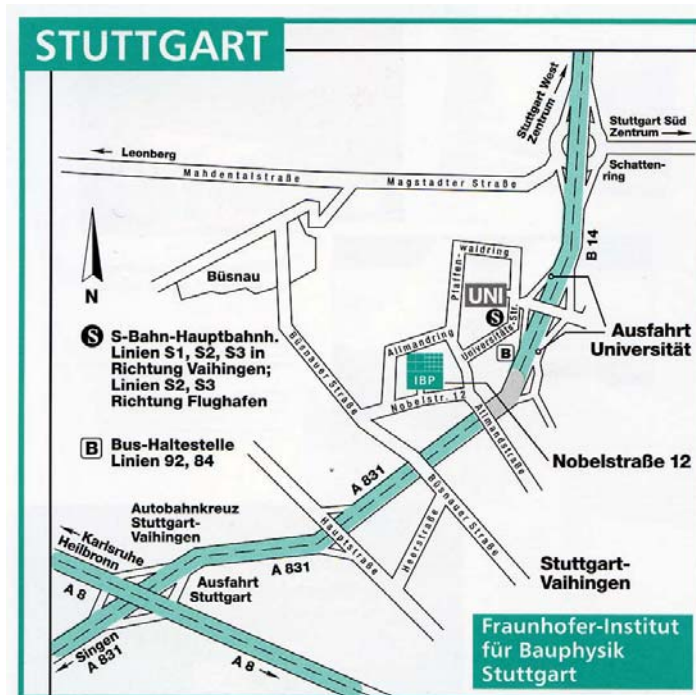 STUTTGART
Stuttgart West
Zentrum
Stuttgart Süd
Zentrum
Schatten-
ring
Leonberg
Mahdentalstraße
Magstadter Straße
B 14
N
Büsnau
Pfaffen-
waldring
UNI
S
Universitäts-Str.
B
Ausfahrt
Universität
S S-Bahn-Hauptbahnh.
Linien S1, S2, S3 in
Richtung Vaihingen;
Linien S2, S3
Richtung Flughafen
Büsnauer Straße
Allmandring
IBP
Nobelstr. 12
Allmandstraße
Nobelstraße 12
B Bus-Haltestelle
Linien 92, 84
A 831
Büsnauer Straße
Hauptstraße
Heerstraße
Autobahnkreuz
Stuttgart-
Vaihingen
Karlsruhe
Heilbronn
A 8
A 831
Ausfahrt
Stuttgart
Stuttgart-
Vaihingen
Singen
A 831
A 8
Fraunhofer-Institut
für Bauphysik
Stuttgart